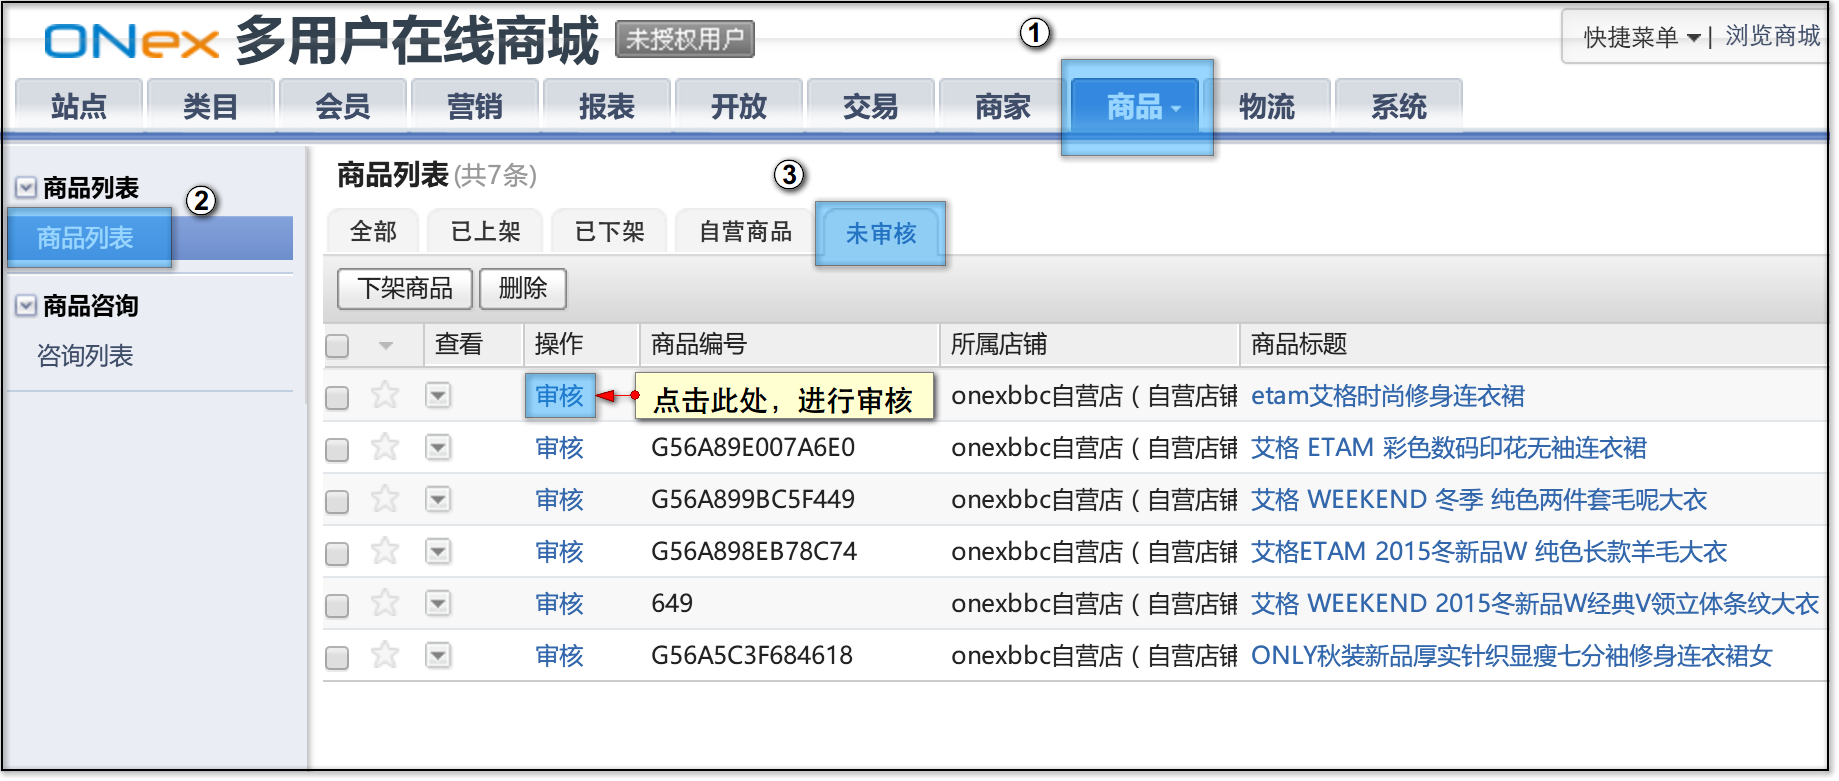 ONex 多用户在线商城 未授权用户
① 快捷菜单 | 浏览商城
站点 类目 会员 营销 报表 开放 交易 商家 商品 物流 系统
商品列表
②
商品列表
商品咨询
咨询列表
商品列表 (共7条)
③
全部 已上架 已下架 自营商品 未审核
下架商品 删除
查看 操作 商品编号 所属店铺 商品标题
审核 点击此处，进行审核 onexbbc自营店（自营店铺 etam艾格时尚修身连衣裙
审核 G56A89E007A6E0 onexbbc自营店（自营店铺 艾格 ETAM 彩色数码印花无袖连衣裙
审核 G56A899BC5F449 onexbbc自营店（自营店铺 艾格 WEEKEND 冬季 纯色两件套毛呢大衣
审核 G56A898EB78C74 onexbbc自营店（自营店铺 艾格ETAM 2015冬新品W 纯色长款羊毛大衣
审核 649 onexbbc自营店（自营店铺 艾格 WEEKEND 2015冬新品W经典V领立体条纹大衣
审核 G56A5C3F684618 onexbbc自营店（自营店铺 ONLY秋装新品厚实针织显瘦七分袖修身连衣裙女